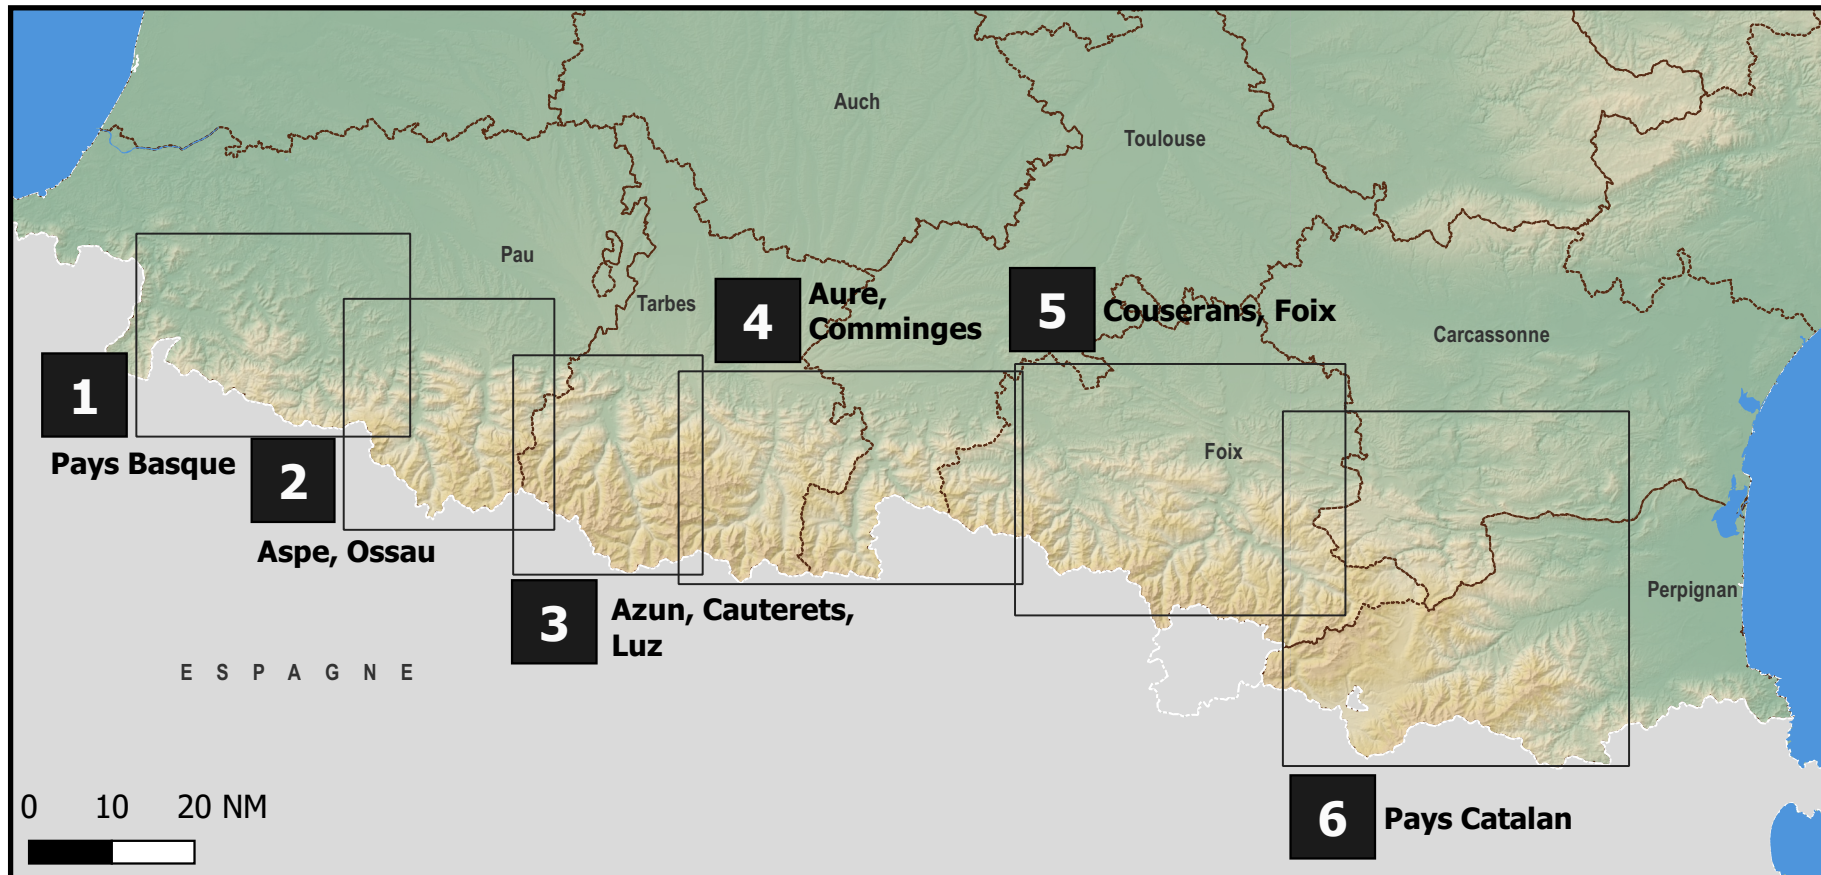 Auch
Toulouse
Pau
Tarbes
4
Aure,
Comminges
5
Couserans, Foix
Carcassonne
1
Pays Basque
2
Aspe, Ossau
Foix
3
Azun, Cauterets,
Luz
Perpignan
E S P A G N E
0 10 20 NM
6
Pays Catalan